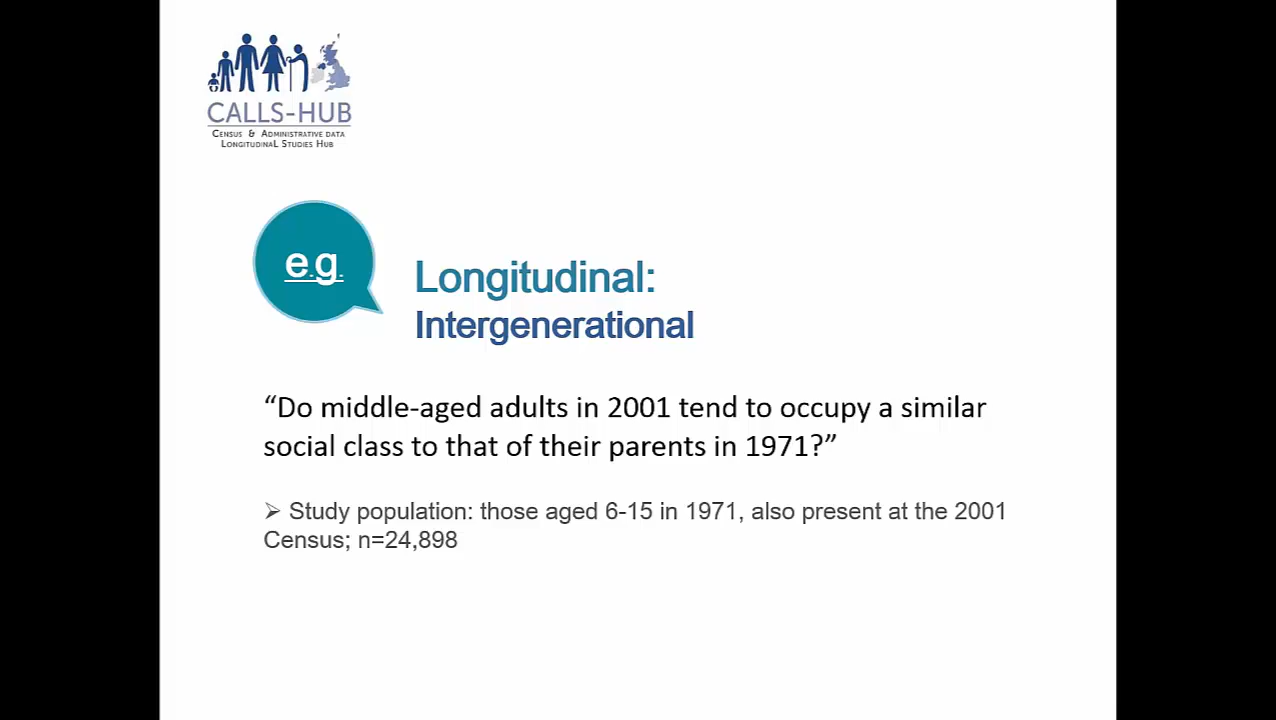 CALLS-HUB
CENSUS & ADMINISTRATIVE DATA
LONGITUDINAL STUDIES HUB
e.g.
Longitudinal:
Intergenerational
“Do middle-aged adults in 2001 tend to occupy a similar
social class to that of their parents in 1971?”
➢ Study population: those aged 6-15 in 1971, also present at the 2001
Census; n=24,898